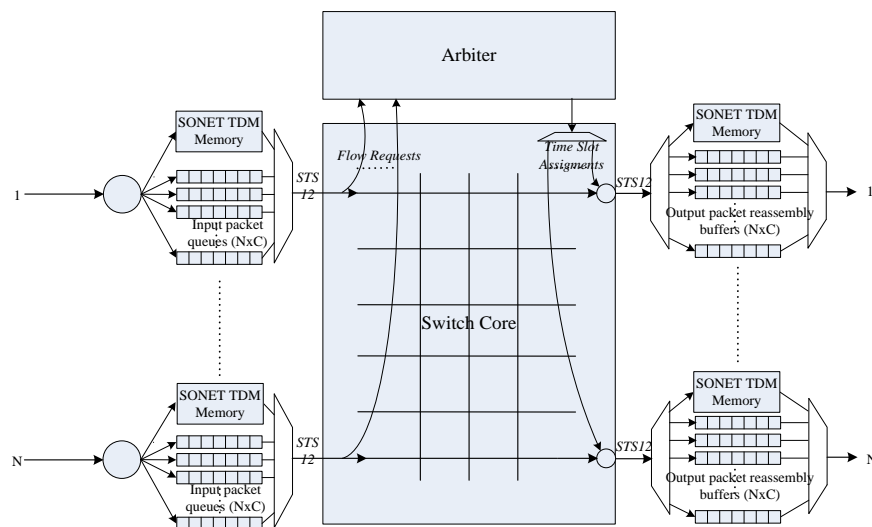 Arbiter
SONET TDM
Memory
Flow Requests
Time Slot
Assigments
SONET TDM
Memory
1
STS
12
STS12
1
Input packet
queues (NxC)
Output packet reassembly
buffers (NxC)
Switch Core
SONET TDM
Memory
SONET TDM
Memory
N
STS
12
STS12
N
Input packet
queues (NxC)
Output packet reassembly
buffers (NxC)